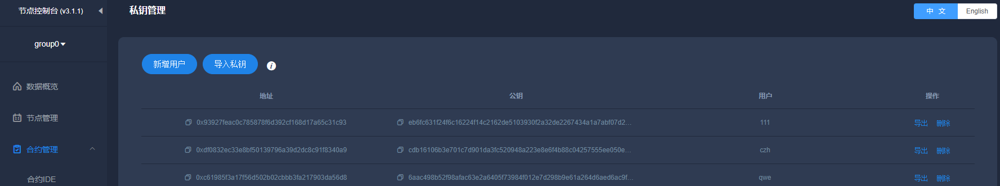 节点控制台 (v3.1.1)
私钥管理
中 文
English
group0
新增用户
导入私钥
数据概览
地址
公钥
用户
操作
节点管理
0x93927feac0c785878f6d392cf168d17a65c31c93
eb6fc631f24f6c16224f14c2162de5103930f2a32de2267434a1a7abf07d2...
111
导出
删除
合约管理
0xdf0832ec33e8bf50139796a39d2dc8c91f8340a9
cdb16106b3e701c7d901da3fc520948a223e8e6f4b88c04257555ee050e...
czh
导出
删除
合约IDE
0xc61985f3a17f56d502b02cbbb3fa217903da56d8
6aac498b52f98afac63e2a6405f73984f012e7d298b9e61a264d6aed6ac9f...
qwe
导出
删除